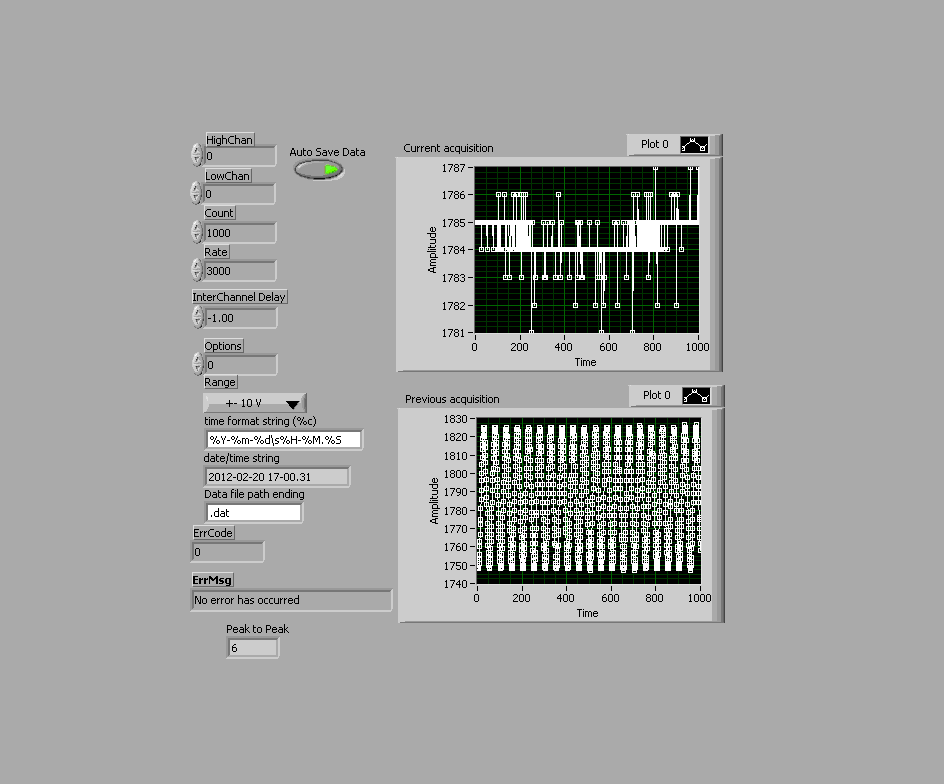 HighChan
0
Auto Save Data
LowChan
0
Count
1000
Rate
3000
InterChannel Delay
-1.00
Options
0
Range
+- 10 V
time format string (%c)
%Y-%m-%d\s%H-%M.%S
date/time string
2012-02-20 17-00.31
Data file path ending
.dat
ErrCode
0
ErrMsg
No error has occurred
Peak to Peak
6
Current acquisition
Plot 0
Amplitude
1787
1786
1785
1784
1783
1782
1781
0 200 400 600 800 1000
Time
Previous acquisition
Plot 0
Amplitude
1830
1820
1810
1800
1790
1780
1770
1760
1750
1740
0 200 400 600 800 1000
Time